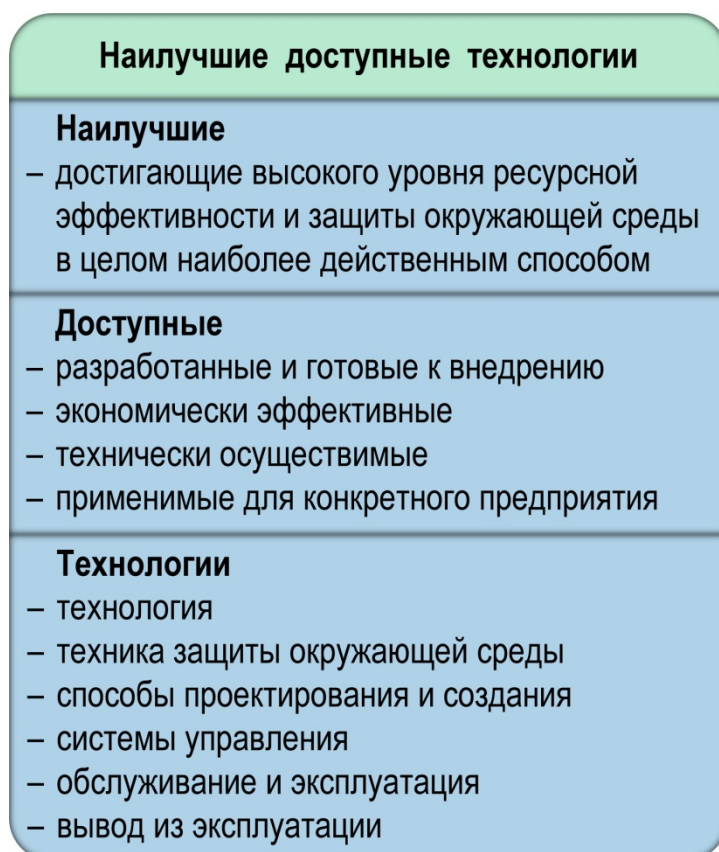 Наилучшие доступные технологии
Наилучшие
– достигающие высокого уровня ресурсной
эффективности и защиты окружающей среды
в целом наиболее действенным способом
Доступные
– разработанные и готовые к внедрению
– экономически эффективные
– технически осуществимые
– применимые для конкретного предприятия
Технологии
– технология
– техника защиты окружающей среды
– способы проектирования и создания
– системы управления
– обслуживание и эксплуатация
– вывод из эксплуатации